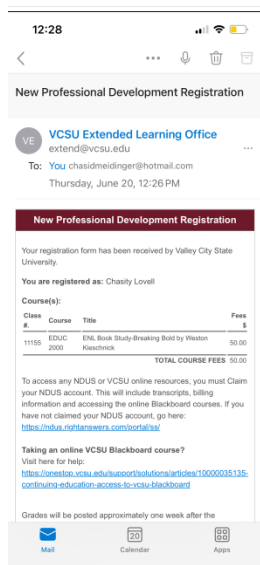 12:28
New Professional Development Registration
VE
VCSU Extended Learning Office
extend@vcsu.edu
To: You chasidmeidinger@hotmail.com
Thursday, June 20, 12:26 PM
New Professional Development Registration
Your registration form has been received by Valley City State
University.
You are registered as: Chasity Lovell
Course(s):
Class #. Course Title Fees $
11155 EDUC 2000 ENL Book Study-Breaking Bold by Weston Kieschnick 50.00
TOTAL COURSE FEES 50.00
To access any NDUS or VCSU online resources, you must Claim
your NDUS account. This will include transcripts, billing
information and accessing the online Blackboard courses. If you
have not claimed your NDUS account, go here:
https://ndus.rightanswers.com/portal/ss/
Taking an online VCSU Blackboard course?
Visit here for help:
https://onestop.vcsu.edu/support/solutions/articles/10000035135-
continuing-education-access-to-vcsu-blackboard
Grades will be posted approximately one week after the
Mail
20
Calendar
Apps